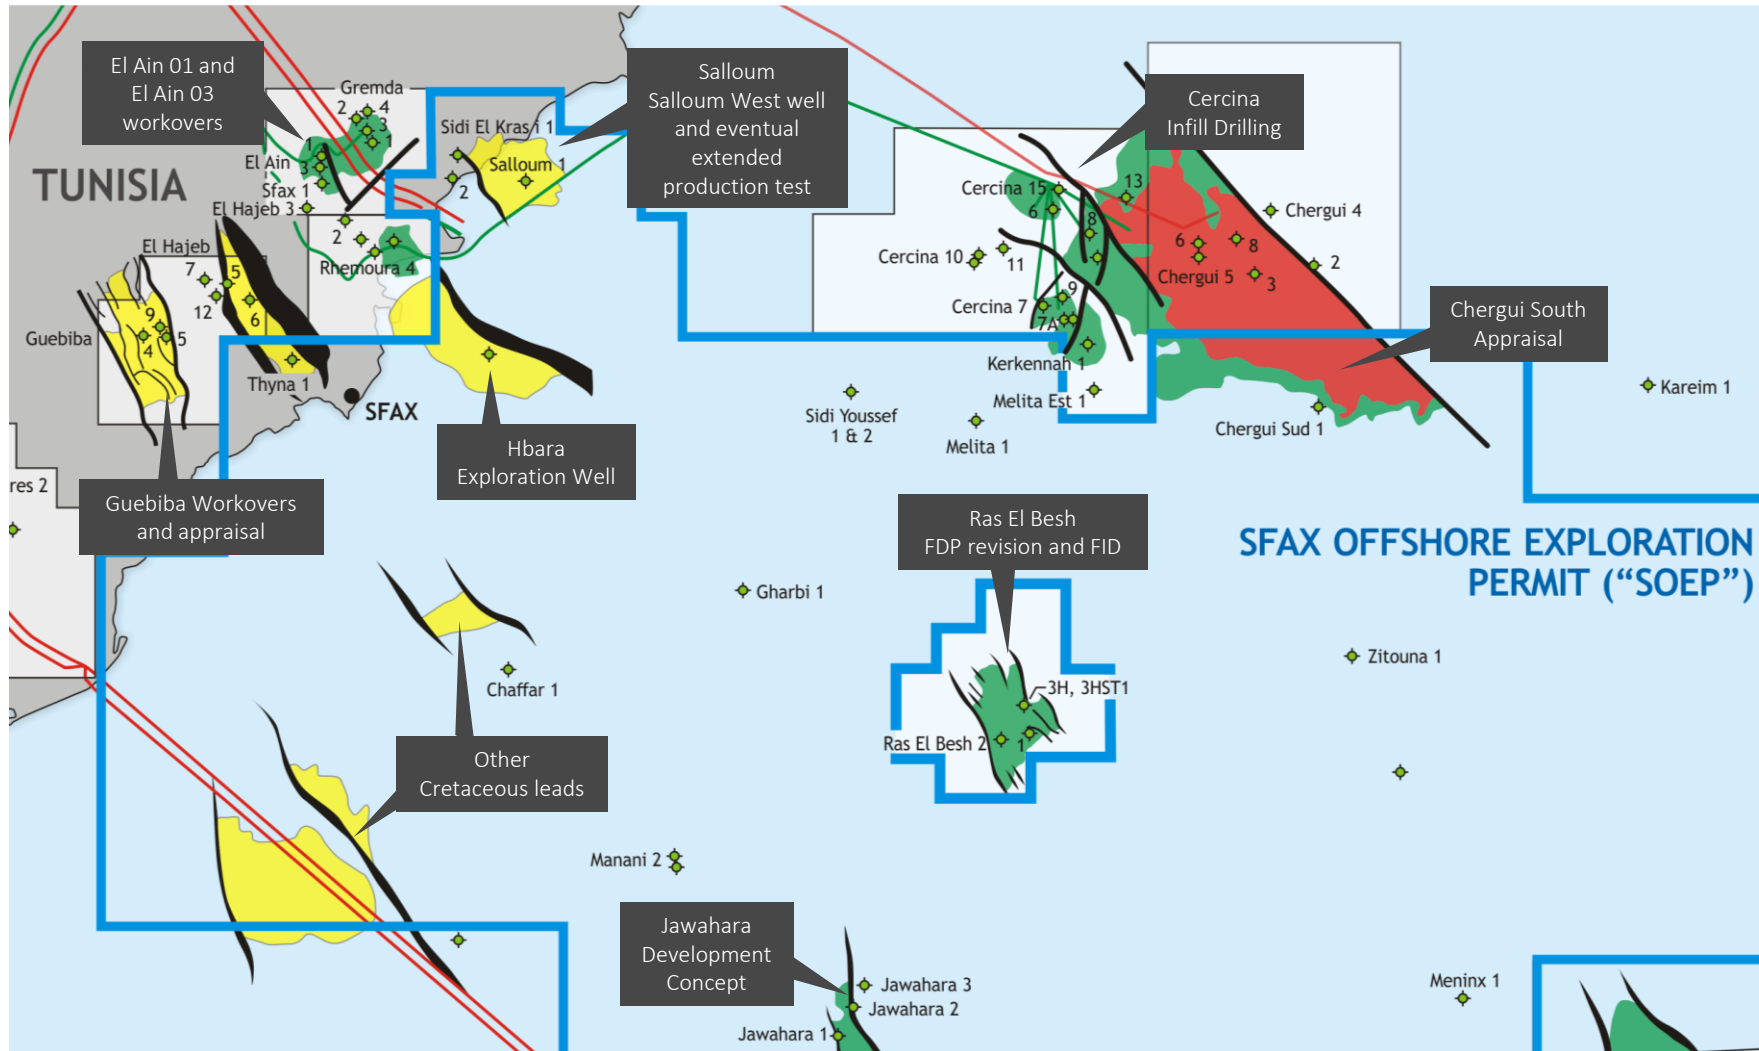 El Ain 01 and
El Ain 03
workovers
Gremda
2
4
3
1
Sidi El Kras i 1
2
Salloum 1
Salloum
Salloum West well
and eventual
extended
production test
Cercina
Infill Drilling
TUNISIA
1
El Ain
3
Sfax 1
El Hajeb 3
2
Rhemoura 4
El Hajeb
7
5
12
6
9
4
5
Guebiba
Thyna 1
SFAX
Cercina 15
6
13
8
Cercina 10
11
Cercina 7
9
7A
Kerkennah 1
Melita Est 1
Chergui 4
6
8
Chergui 5
3
2
Chergui South
Appraisal
Kareim 1
Chergui Sud 1
Sidi Youssef
1 & 2
Melita 1
Hbara
Exploration Well
res 2
Guebiba Workovers
and appraisal
Ras El Besh
FDP revision and FID
SFAX OFFSHORE EXPLORATION
PERMIT (“SOEP”)
Gharbi 1
Zitouna 1
Chaffar 1
3H, 3HST1
Ras El Besh 2
1
Other
Cretaceous leads
Manani 2
Jawahara
Development
Concept
Jawahara 3
Jawahara 2
Jawahara 1
Meninx 1